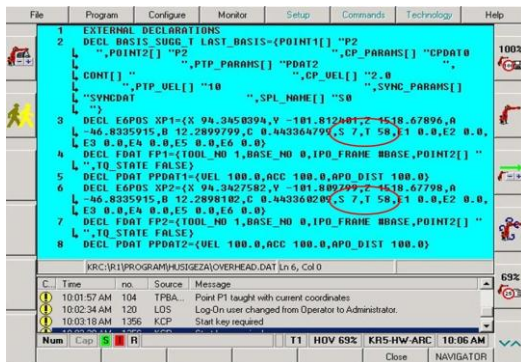 File Program Configure Monitor Setup Commands Technology Help
1 EXTERNAL DECLARATIONS
2 DECL BASIS_SUGG_T LAST_BASIS={POINT1[] "P2
",POINT2[] "P2 ",CP_PARAMS[] "CPDAT0
",PTP_PARAMS[] "PDAT2 ",
CONT[] " ",CP_VEL[] "2.0
",PTP_VEL[] "10 ",SYNC_PARAMS[]
"SYNCDAT ",SPL_NAME[] "S0
"}
3 DECL E6POS XP1={X 94.3450394,Y -101.812401,Z 1518.67896,A
-46.8335915,B 12.2899799,C 0.443364799,S 7,T 58,E1 0.0,E2 0.0,
E3 0.0,E4 0.0,E5 0.0,E6 0.0}
4 DECL FDAT FP1={TOOL_NO 1,BASE_NO 0,IPO_FRAME #BASE,POINT2[] "
",TQ_STATE FALSE}
5 DECL PDAT PPDAT1={VEL 100.0,ACC 100.0,APO_DIST 100.0}
6 DECL E6POS XP2={X 94.3427582,Y -101.809799,Z 1518.67798,A
-46.8335915,B 12.2898102,C 0.443360209,S 7,T 58,E1 0.0,E2 0.0,
E3 0.0,E4 0.0,E5 0.0,E6 0.0}
7 DECL FDAT FP2={TOOL_NO 1,BASE_NO 0,IPO_FRAME #BASE,POINT2[] "
",TQ_STATE FALSE}
8 DECL PDAT PPDAT2={VEL 100.0,ACC 100.0,APO_DIST 100.0}
100%
69%
KRC:\R1\PROGRAM\HUSIGEZA\OVERHEAD.DAT Ln 6, Col 0
C... Time no. Source Message
10:01:57 AM 104 TPBA... Point P1 taught with current coordinates
10:02:34 AM 120 LOS Log-On user changed from Operator to Administrator.
10:03:18 AM 1356 KCP Start key required
Num Cap S I R T1 HOV 69% KR5-HW-ARC 10:06 AM
Close NAVIGATOR